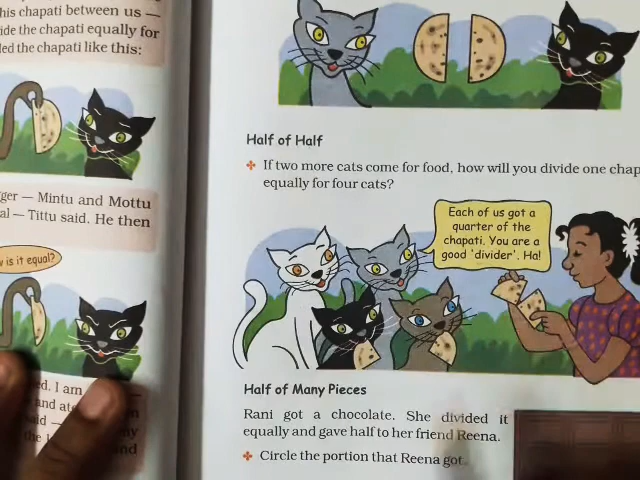 his chapati between us —
ide the chapati equally for
led the chapati like this:
ger — Mintu and Mottu
al — Tittu said. He then
is it equal?
ed. I am
and at
aid —
Half of Half
If two more cats come for food, how will you divide one chap
equally for four cats?
Each of us got a
quarter of the
chapati. You are a
good 'divider'. Ha!
Half of Many Pieces
Rani got a chocolate. She divided it
equally and gave half to her friend Reena.
Circle the portion that Reena got.